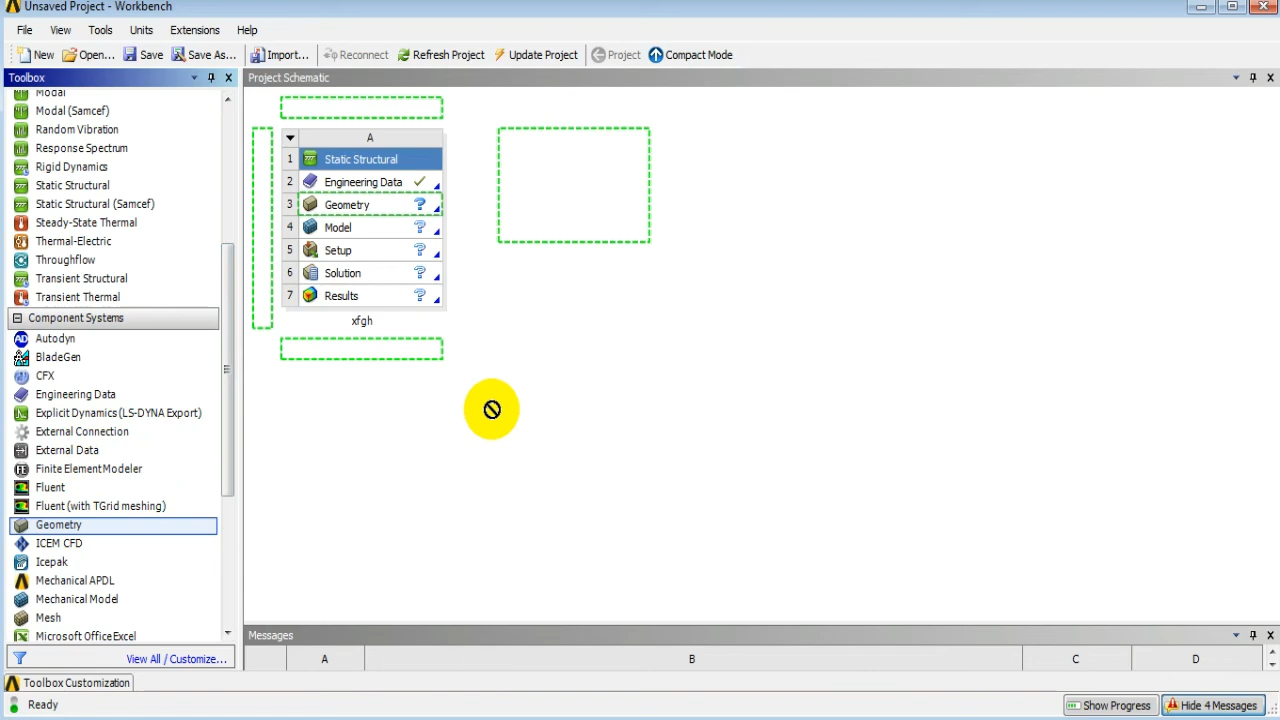 Unsaved Project - Workbench
File View Tools Units Extensions Help
New Open... Save Save As... Import... Reconnect Refresh Project Update Project Project Compact Mode
Toolbox
Modal
Modal (Samcef)
Random Vibration
Response Spectrum
Rigid Dynamics
Static Structural
Static Structural (Samcef)
Steady-State Thermal
Thermal-Electric
Throughflow
Transient Structural
Transient Thermal
Component Systems
Autodyn
BladeGen
CFX
Engineering Data
Explicit Dynamics (LS-DYNA Export)
External Connection
External Data
Finite Element Modeler
Fluent
Fluent (with TGrid meshing)
Geometry
ICEM CFD
Icepak
Mechanical APDL
Mechanical Model
Mesh
Microsoft Office Excel
View All / Customize...
Toolbox Customization
Project Schematic
A
1 Static Structural
2 Engineering Data
3 Geometry ?
4 Model ?
5 Setup ?
6 Solution ?
7 Results ?
xfgh
Messages
A B C D
Ready
Show Progress Hide 4 Messages